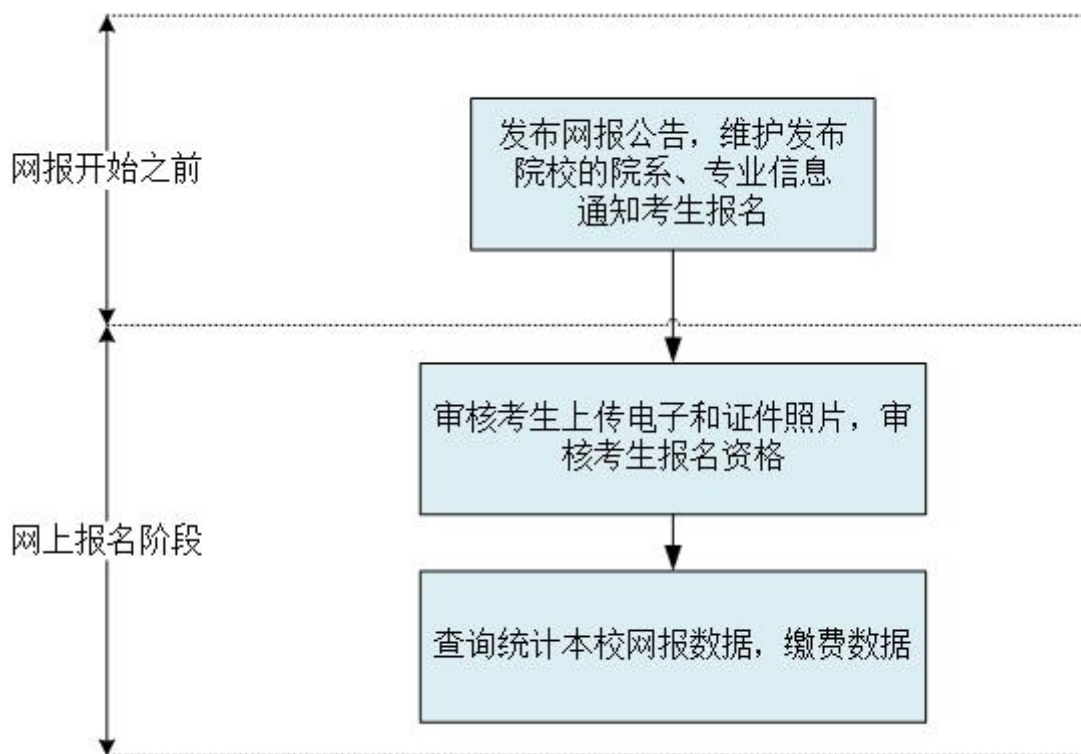 网报开始之前
发布网报公告，维护发布
院校的院系、专业信息
通知考生报名
网上报名阶段
审核考生上传电子和证件照片，审
核考生报名资格
查询统计本校网报数据，缴费数据